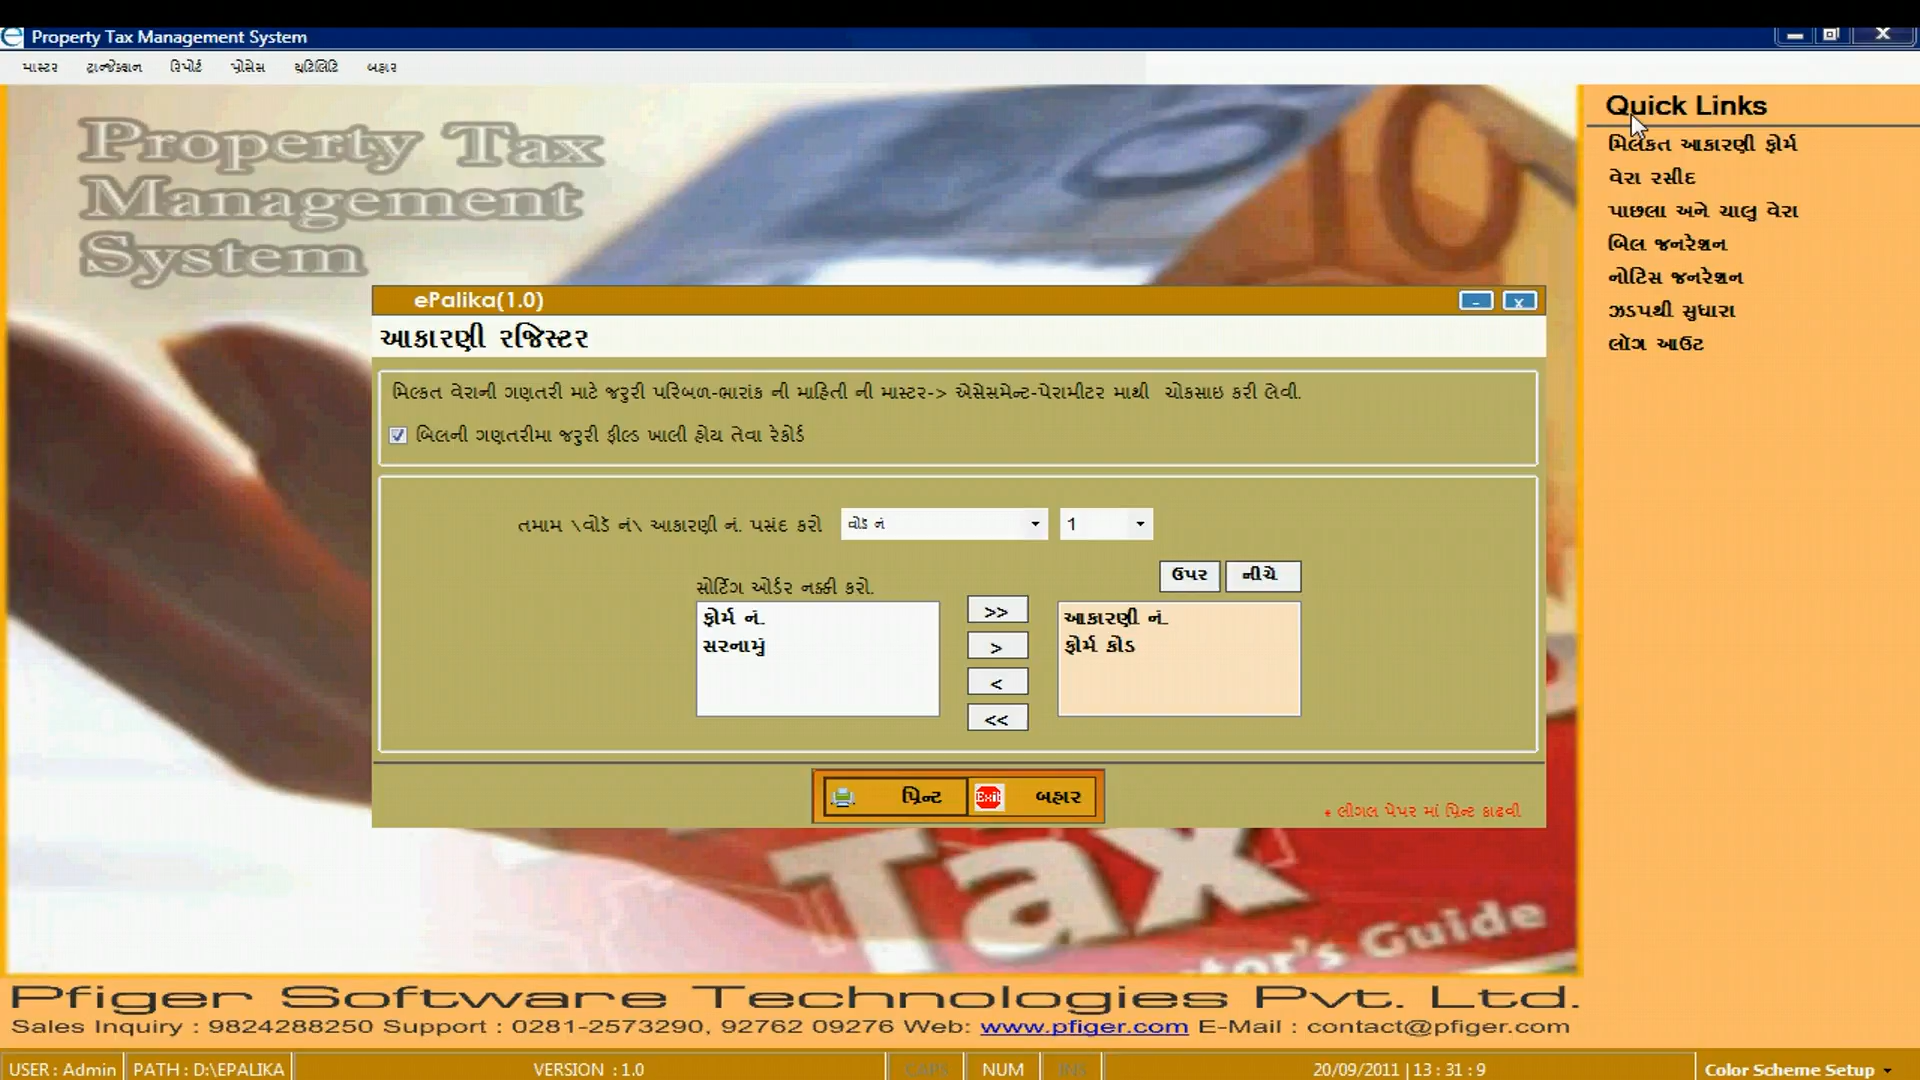 Property Tax Management System
માસ્ટર ટ્રાન્જેક્શન રિપોર્ટ પ્રોસેસ યુટિલિટિ બહાર
Property Tax
Management
System
Quick Links
મિલકત આકારણી ફોર્મ
વેરા રસીદ
પાછલા અને ચાલુ વેરા
બિલ જનરેશન
નોટિસ જનરેશન
ઝડપથી સુધારા
લોગ આઉટ
ePalika(1.0)
આકારણી રજિસ્ટર
મિલ્કત વેરાની ગણતરી માટે જરુરી પરિબળ-ભારાંક ની માહિતી ની માસ્ટર-> એસેસમેન્ટ-પેરામીટર માથી ચોકસાઇ કરી લેવી.
બિલની ગણતરીમા જરુરી ફીલ્ડ ખાલી હોય તેવા રેકોર્ડ
તમામ \વોર્ડ નં\ આકારણી નં. પસંદ કરો વોર્ડ નં 1
ઉપર નીચે
સોર્ટિંગ ઓર્ડર નક્કી કરો.
ફોર્મ નં.
સરનામું
>>
>
<
<<
આકારણી નં.
ફોર્મ કોડ
પ્રિન્ટ Exit બહાર
* લીગલ પેપર માં પ્રિન્ટ કાઢવી
10
Tax
tor's Guide
Pfiger Software Technologies Pvt. Ltd.
Sales Inquiry : 9824288250 Support : 0281-2573290, 92762 09276 Web: www.pfiger.com E-Mail : contact@pfiger.com
USER : Admin PATH : D:\EPALIKA VERSION : 1.0 CAPS NUM INS 20/09/2011 | 13 : 31 : 9 Color Scheme Setup